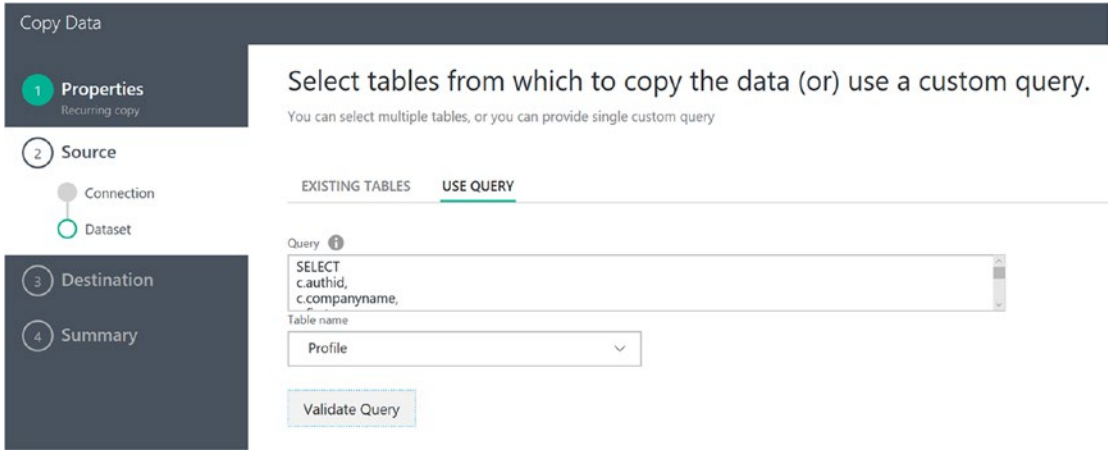 Copy Data
1 Properties
Recurring copy
2 Source
Connection
Dataset
3 Destination
4 Summary
Select tables from which to copy the data (or) use a custom query.
You can select multiple tables, or you can provide single custom query
EXISTING TABLES USE QUERY
Query i
SELECT
c.authid,
c.companyname,
Table name
Profile
Validate Query